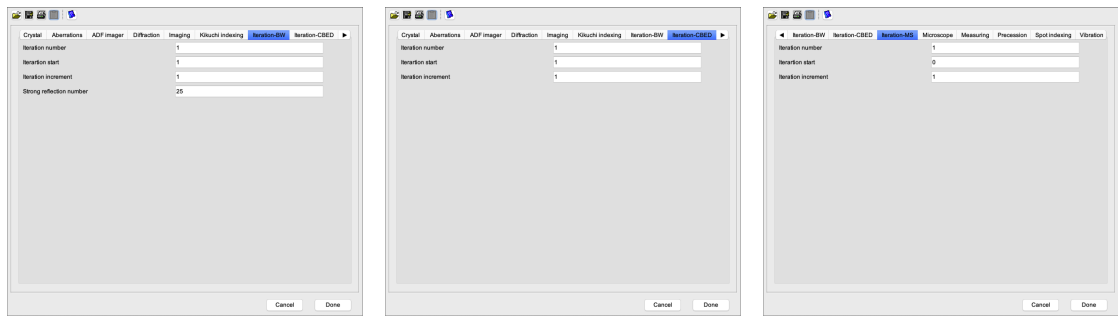 Crystal Aberrations ADF imager Diffraction Imaging Kikuchi indexing Iteration-BW Iteration-CBED
Iteration number 1
Iterartion start 1
Iteration increment 1
Strong reflection number 25
Cancel Done
Crystal Aberrations ADF imager Diffraction Imaging Kikuchi indexing Iteration-BW Iteration-CBED
Iteration number 1
Iterartion start 1
Iteration increment 1
Cancel Done
Iteration-BW Iteration-CBED Iteration-MS Microscope Measuring Precession Spot indexing Vibration
Iteration number 1
Iterartion start 0
Iteration increment 1
Cancel Done